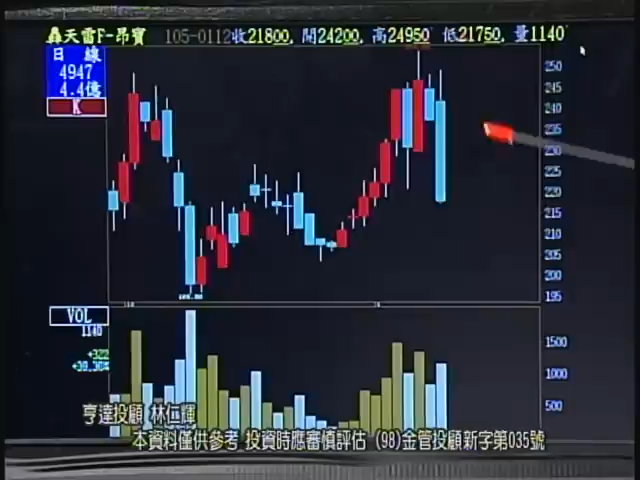 轟天雷F-昂寶 105-0112收21800, 開24200, 高24950 低21750, 量1140
日 線
4947
4.4億
K
250
245
240
235
230
225
220
215
210
205
200
195
VOL
1140
+322
+39.36%
1500
1000
500
亨達投顧 林仁輝
本資料僅供參考 投資時應審慎評估 (98)金管投顧新字第035號